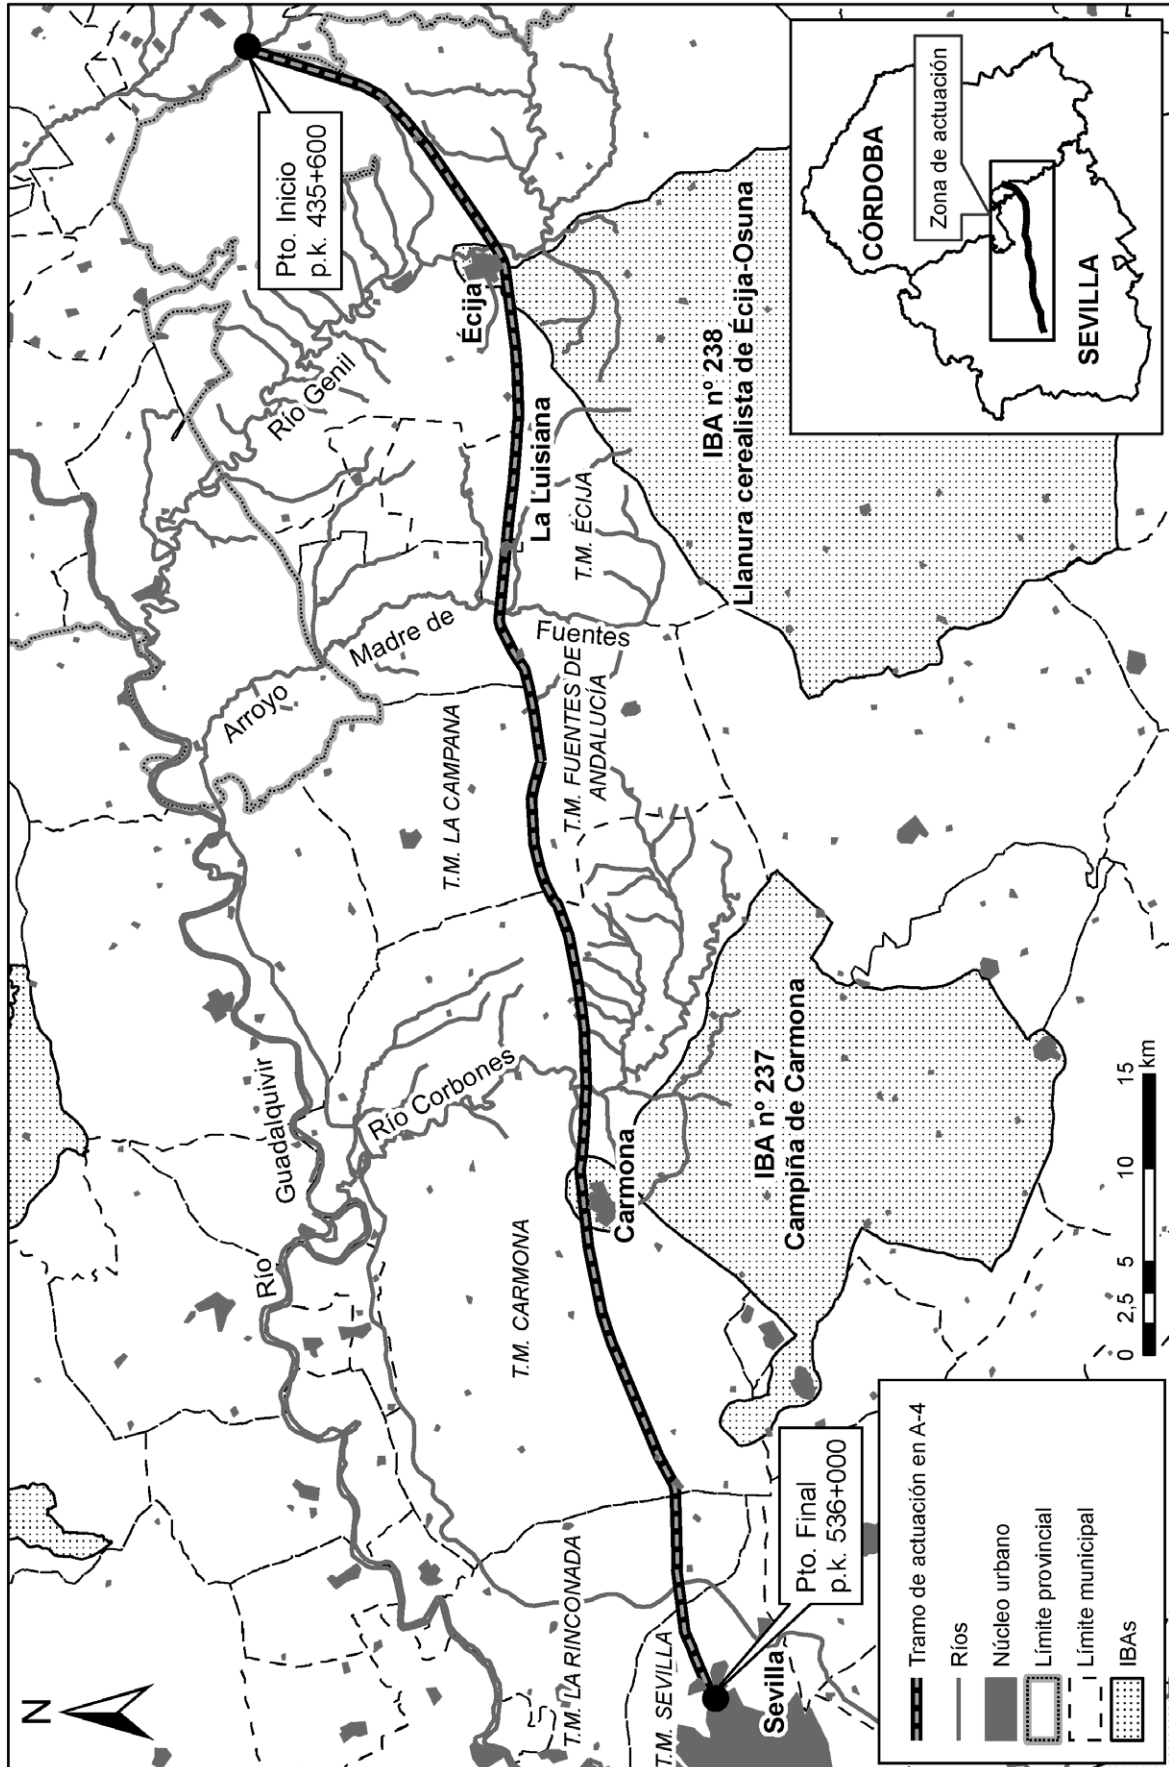 N
Río
Guadalquivir
Río Corbones
Arroyo
Madre de
Fuentes
Río Genil
Pto. Inicio
p.k. 435+600
Écija
La Luisiana
T.M. LA RINCONADA
T.M. SEVILLA
T.M. CARMONA
T.M. LA CAMPANA
T.M. FUENTES DE
ANDALUCÍA
T.M. ÉCIJA
Carmona
Sevilla
Pto. Final
p.k. 536+000
IBA nº 237
Campiña de Carmona
IBA nº 238
Llanura cerealista de Écija-Osuna
Tramo de actuación en A-4
Ríos
Núcleo urbano
Límite provincial
Límite municipal
IBAs
0 2,5 5 10 15
km
CÓRDOBA
Zona de actuación
SEVILLA